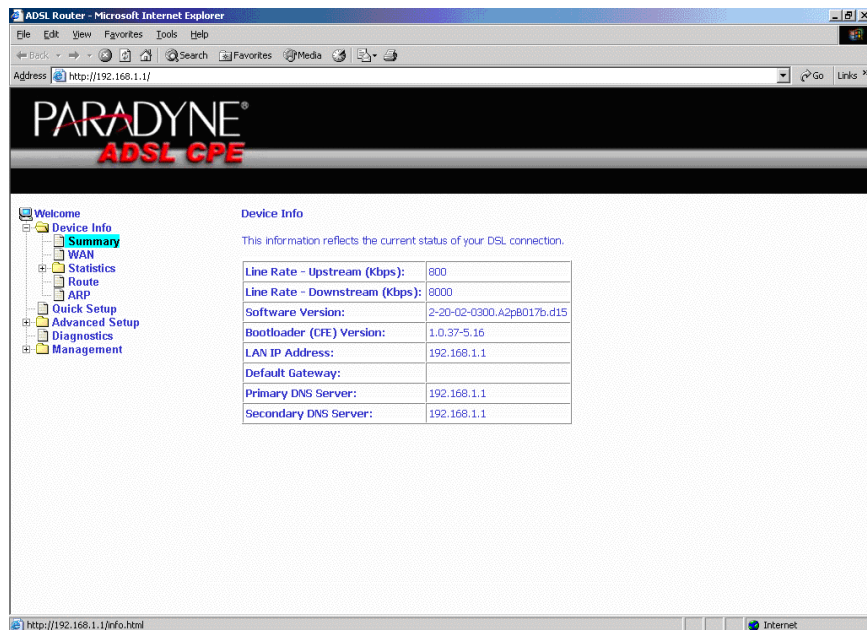 ADSL Router - Microsoft Internet Explorer
File Edit View Favorites Tools Help
Back Search Favorites Media
Address http://192.168.1.1/ Go Links »
PARADYNE®
ADSL CPE
Welcome
Device Info
Summary
WAN
Statistics
Route
ARP
Quick Setup
Advanced Setup
Diagnostics
Management
Device Info
This information reflects the current status of your DSL connection.
Line Rate - Upstream (Kbps): 800
Line Rate - Downstream (Kbps): 8000
Software Version: 2-20-02-0300.A2pB017b.d15
Bootloader (CFE) Version: 1.0.37-5.16
LAN IP Address: 192.168.1.1
Default Gateway:
Primary DNS Server: 192.168.1.1
Secondary DNS Server: 192.168.1.1
http://192.168.1.1/info.html Internet